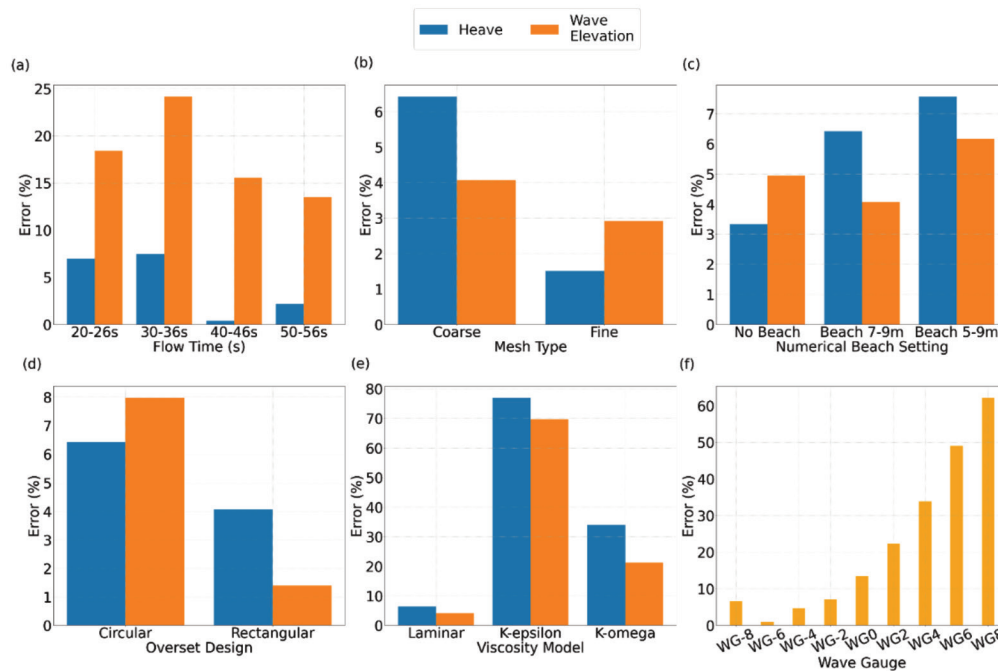 Heave
Wave
Elevation
(a)
25
20
15
10
5
0
Error (%)
20-26s 30-36s 40-46s 50-56s
Flow Time (s)
(b)
6
5
4
3
2
1
0
Error (%)
Coarse Fine
Mesh Type
(c)
7
6
5
4
3
2
1
0
Error (%)
No Beach Beach 7-9m Beach 5-9m
Numerical Beach Setting
(d)
8
7
6
5
4
3
2
1
0
Error (%)
Circular Rectangular
Overset Design
(e)
80
70
60
50
40
30
20
10
0
Error (%)
Laminar K-epsilon K-omega
Viscosity Model
(f)
60
50
40
30
20
10
0
Error (%)
WG-8 WG-6 WG-4 WG-2 WG0 WG2 WG4 WG6 WG8
Wave Gauge